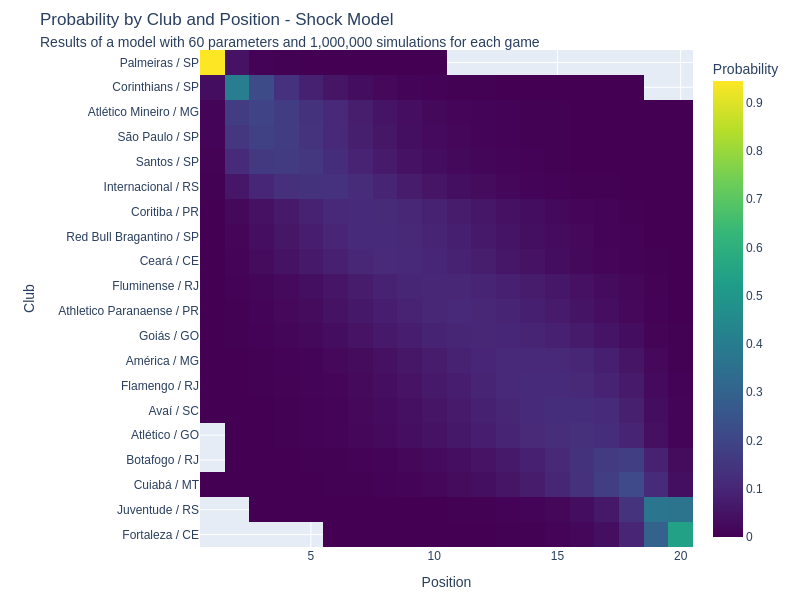 Probability by Club and Position - Shock Model
Results of a model with 60 parameters and 1,000,000 simulations for each game
Probability
Palmeiras / SP
Corinthians / SP
Atlético Mineiro / MG
São Paulo / SP
Santos / SP
Internacional / RS
Coritiba / PR
Red Bull Bragantino / SP
Ceará / CE
Fluminense / RJ
Athletico Paranaense / PR
Goiás / GO
América / MG
Flamengo / RJ
Avaí / SC
Atlético / GO
Botafogo / RJ
Cuiabá / MT
Juventude / RS
Fortaleza / CE
Club
5 10 15 20
Position
0.9
0.8
0.7
0.6
0.5
0.4
0.3
0.2
0.1
0